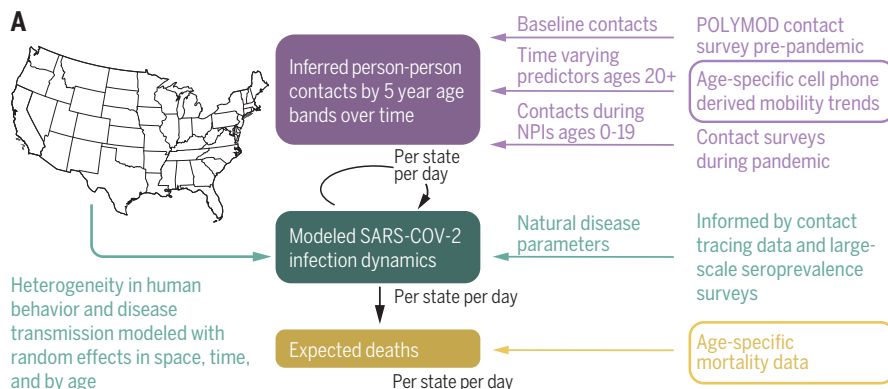 A
Inferred person-person
contacts by 5 year age
bands over time
Baseline contacts
Time varying
predictors ages 20+
Contacts during
NPIs ages 0-19
POLYMOD contact
survey pre-pandemic
Age-specific cell phone
derived mobility trends
Contact surveys
during pandemic
Per state
per day
Modeled SARS-COV-2
infection dynamics
Natural disease
parameters
Informed by contact
tracing data and large-
scale seroprevalence
surveys
Heterogeneity in human
behavior and disease
transmission modeled with
random effects in space, time,
and by age
Per state per day
Expected deaths
Age-specific
mortality data
Per state per day